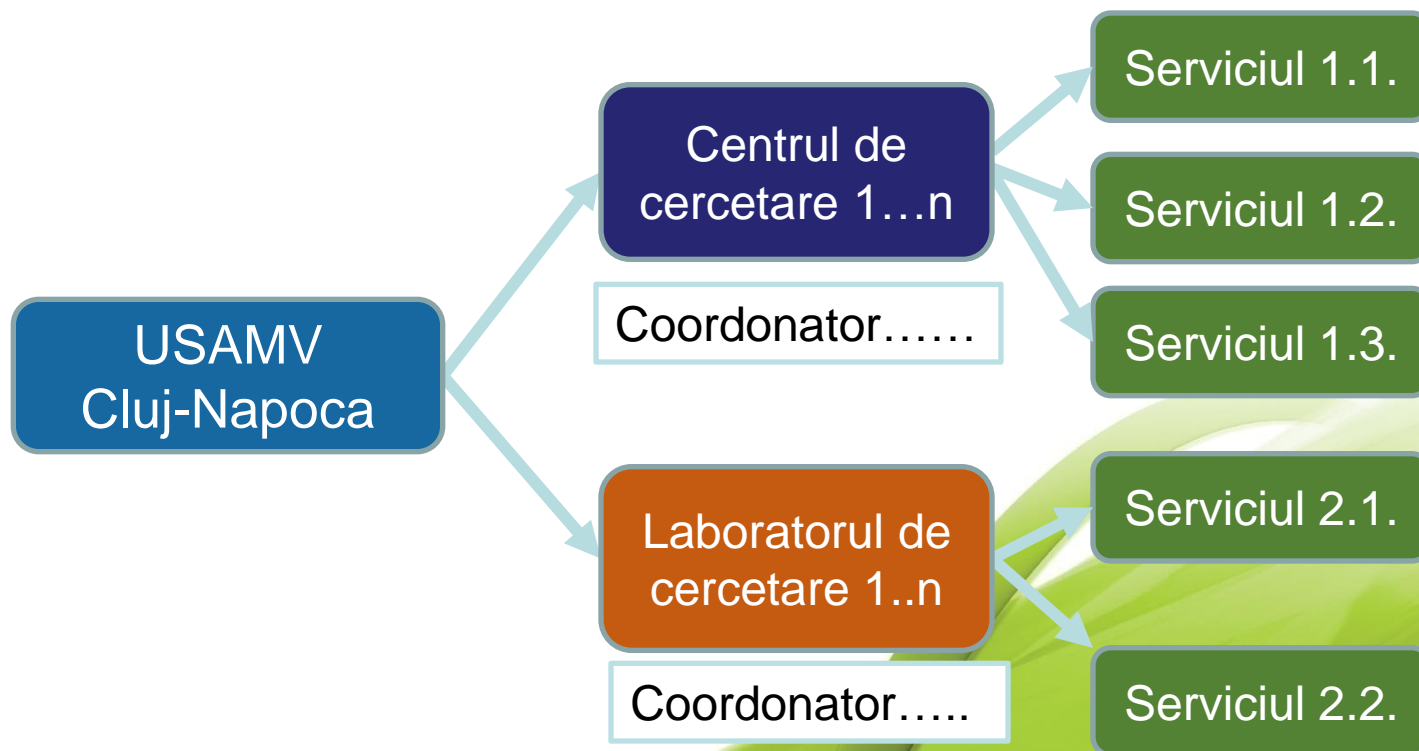 USAMV
Cluj-Napoca
Centrul de
cercetare 1…n
Coordonator……
Serviciul 1.1.
Serviciul 1.2.
Serviciul 1.3.
Laboratorul de
cercetare 1..n
Coordonator…..
Serviciul 2.1.
Serviciul 2.2.